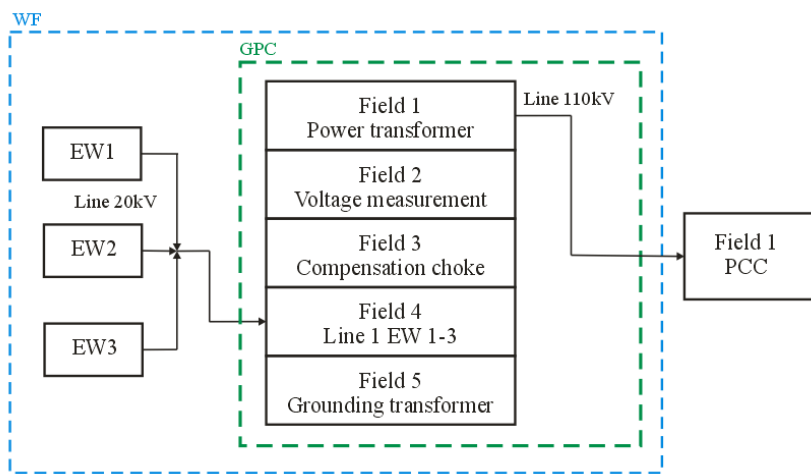 WF
GPC
Field 1
Power transformer
Line 110kV
EW1
Field 2
Voltage measurement
Line 20kV
EW2
Field 3
Compensation choke
Field 1
PCC
EW3
Field 4
Line 1 EW 1-3
Field 5
Grounding transformer